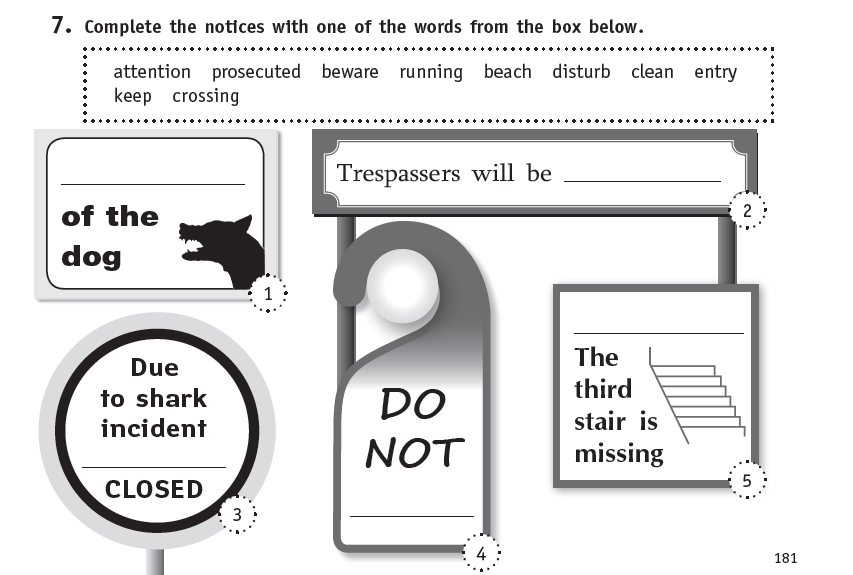 7. Complete the notices with one of the words from the box below.
attention prosecuted beware running beach disturb clean entry
keep crossing
of the
dog
1
Trespassers will be
2
Due
to shark
incident
CLOSED
3
DO
NOT
4
The
third
stair is
missing
5
181